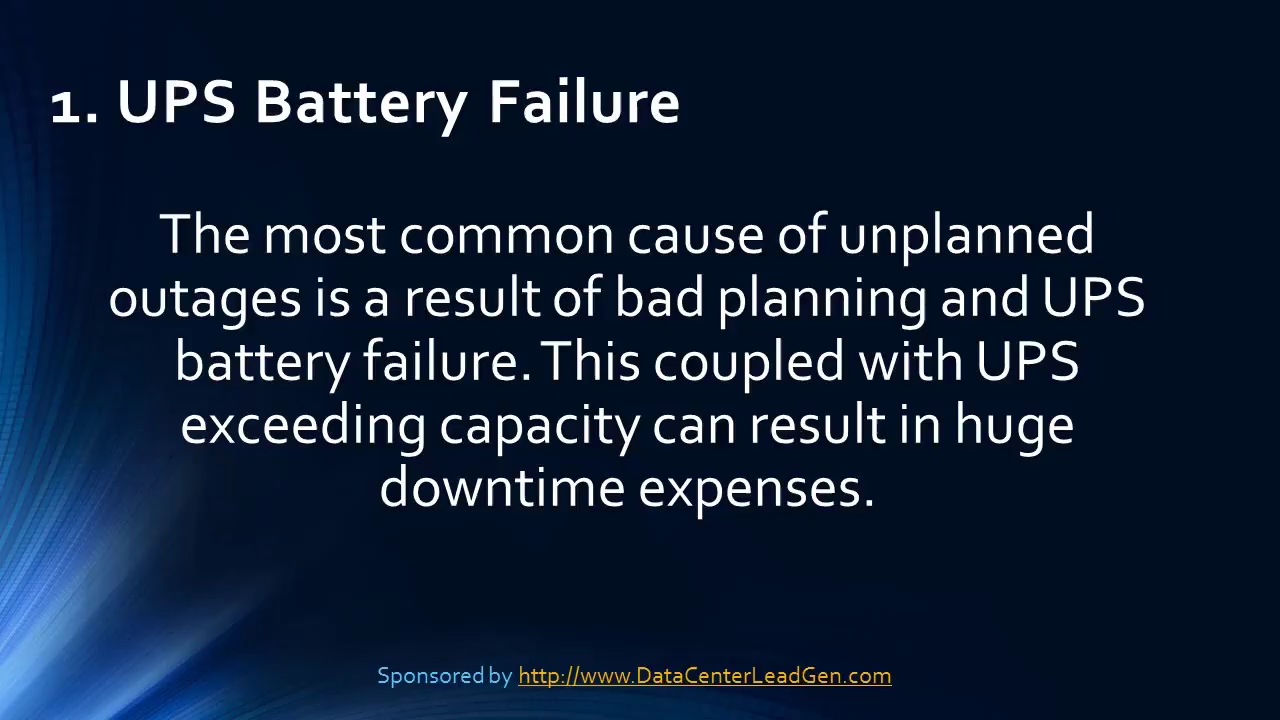 1. UPS Battery Failure
The most common cause of unplanned
outages is a result of bad planning and UPS
battery failure. This coupled with UPS
exceeding capacity can result in huge
downtime expenses.
Sponsored by http://www.DataCenterLeadGen.com